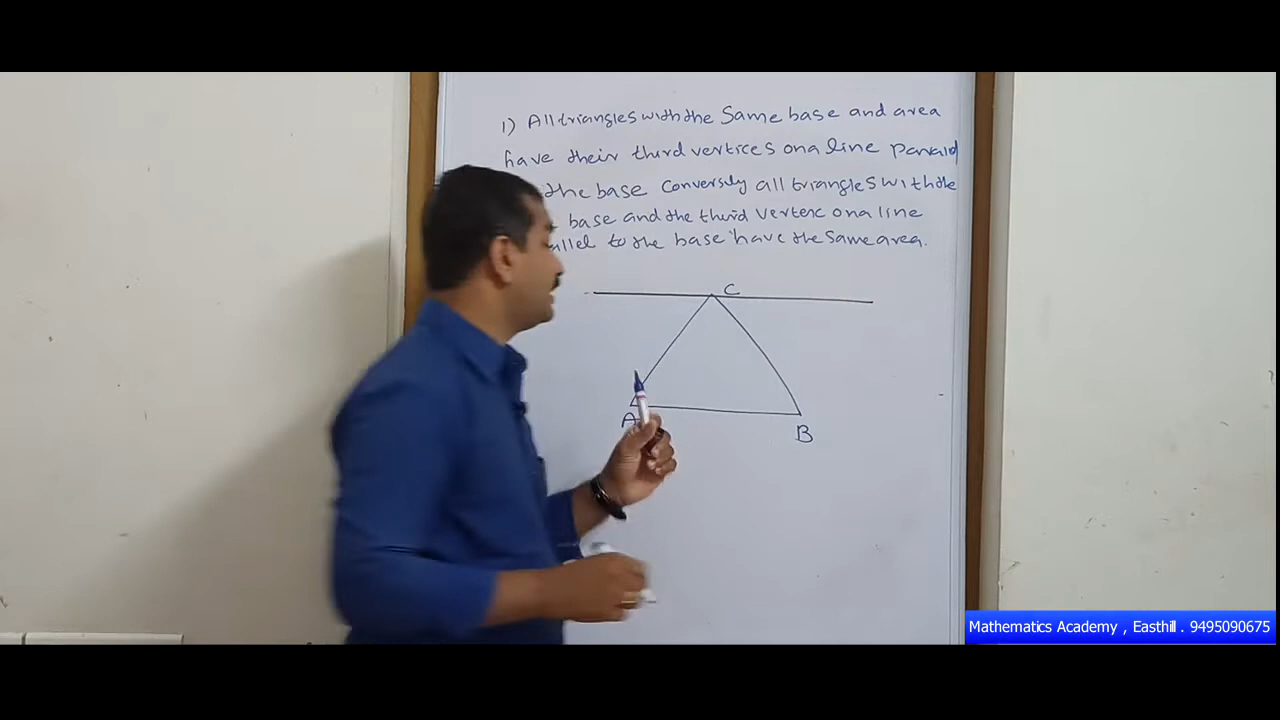 1) All triangles with the Same base and area
have their third vertices on a line
the base conversly all triangles with the
base and the third vertex on a line
to the base have the same area.
C
A
B
Mathematics Academy , Easthill . 9495090675